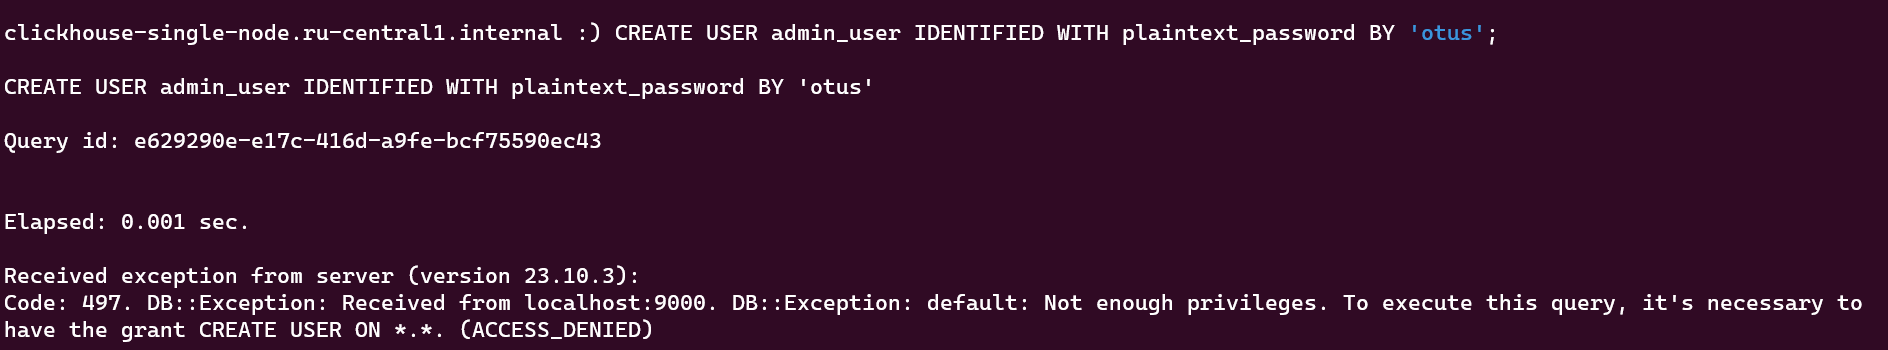 clickhouse-single-node.ru-central1.internal :) CREATE USER admin_user IDENTIFIED WITH plaintext_password BY 'otus';
CREATE USER admin_user IDENTIFIED WITH plaintext_password BY 'otus'
Query id: e629290e-e17c-416d-a9fe-bcf75590ec43
Elapsed: 0.001 sec.
Received exception from server (version 23.10.3):
Code: 497. DB::Exception: Received from localhost:9000. DB::Exception: default: Not enough privileges. To execute this query, it's necessary to
have the grant CREATE USER ON *.*. (ACCESS_DENIED)